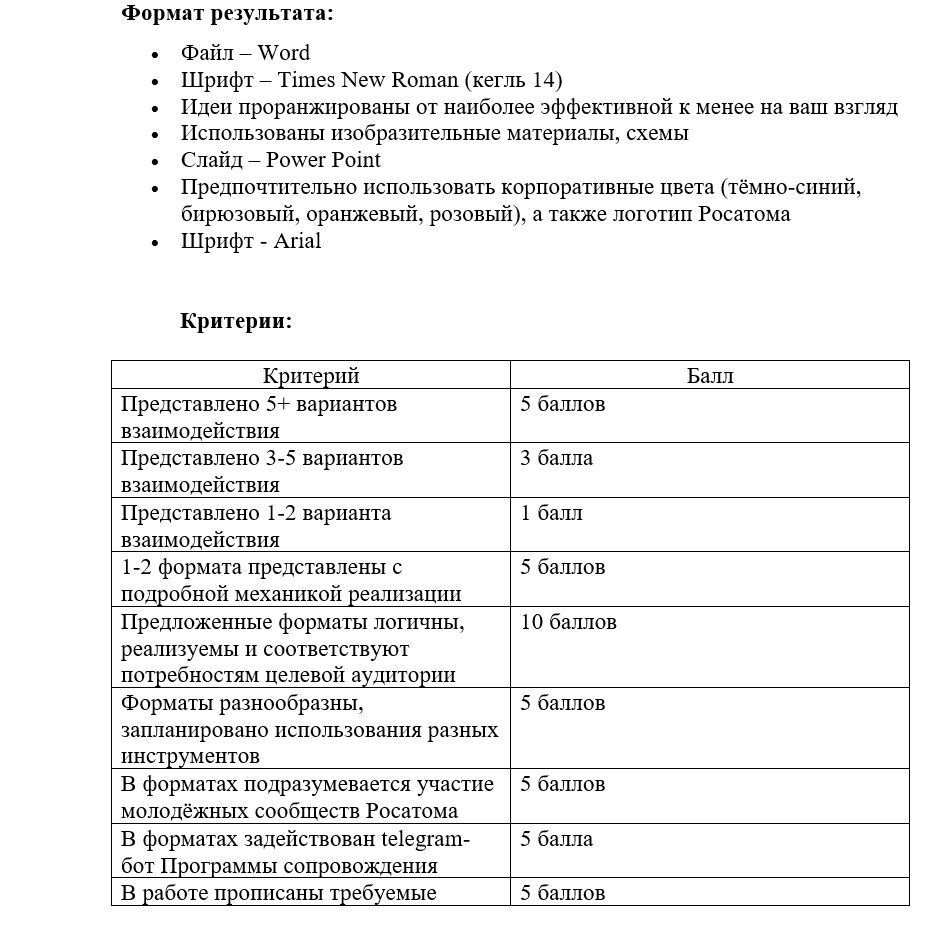 Формат результата:
• Файл – Word
• Шрифт – Times New Roman (кегль 14)
• Идеи проранжированы от наиболее эффективной к менее на ваш взгляд
• Использованы изобразительные материалы, схемы
• Слайд – Power Point
• Предпочтительно использовать корпоративные цвета (тёмно-синий,
бирюзовый, оранжевый, розовый), а также логотип Росатома
• Шрифт - Arial
Критерии:
Критерий Балл
Представлено 5+ вариантов 5 баллов
взаимодействия
Представлено 3-5 вариантов 3 балла
взаимодействия
Представлено 1-2 варианта 1 балл
взаимодействия
1-2 формата представлены с 5 баллов
подробной механикой реализации
Предложенные форматы логичны, 10 баллов
реализуемы и соответствуют
потребностям целевой аудитории
Форматы разнообразны, 5 баллов
запланировано использования разных
инструментов
В форматах подразумевается участие 5 баллов
молодёжных сообществ Росатома
В форматах задействован telegram- 5 балла
бот Программы сопровождения
В работе прописаны требуемые 5 баллов